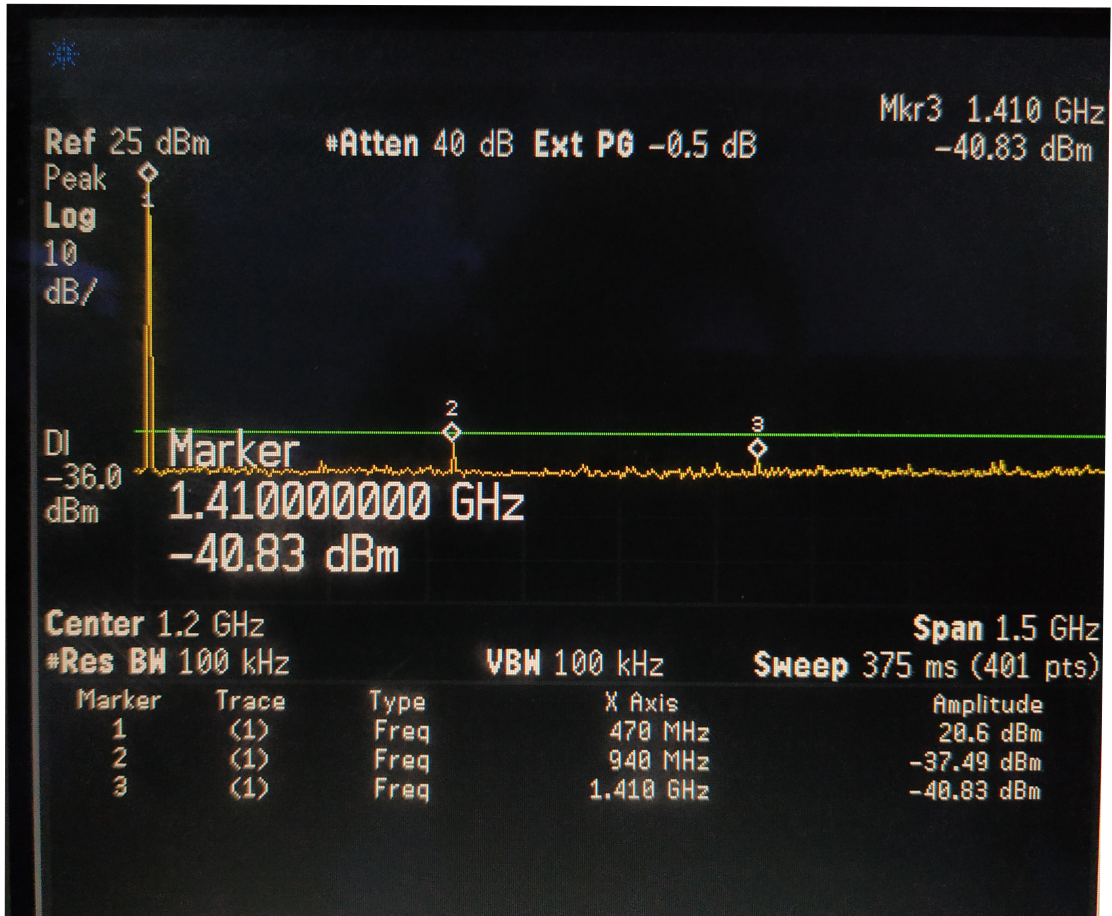 Mkr3 1.410 GHz
Ref 25 dBm #Atten 40 dB Ext PG -0.5 dB -40.83 dBm
Peak
1
Log
10
dB/
2
3
DI
-36.0
dBm
Marker
1.410000000 GHz
-40.83 dBm
Center 1.2 GHz Span 1.5 GHz
#Res BW 100 kHz VBW 100 kHz Sweep 375 ms (401 pts)
Marker Trace Type X Axis Amplitude
1 (1) Freq 470 MHz 20.6 dBm
2 (1) Freq 940 MHz -37.49 dBm
3 (1) Freq 1.410 GHz -40.83 dBm